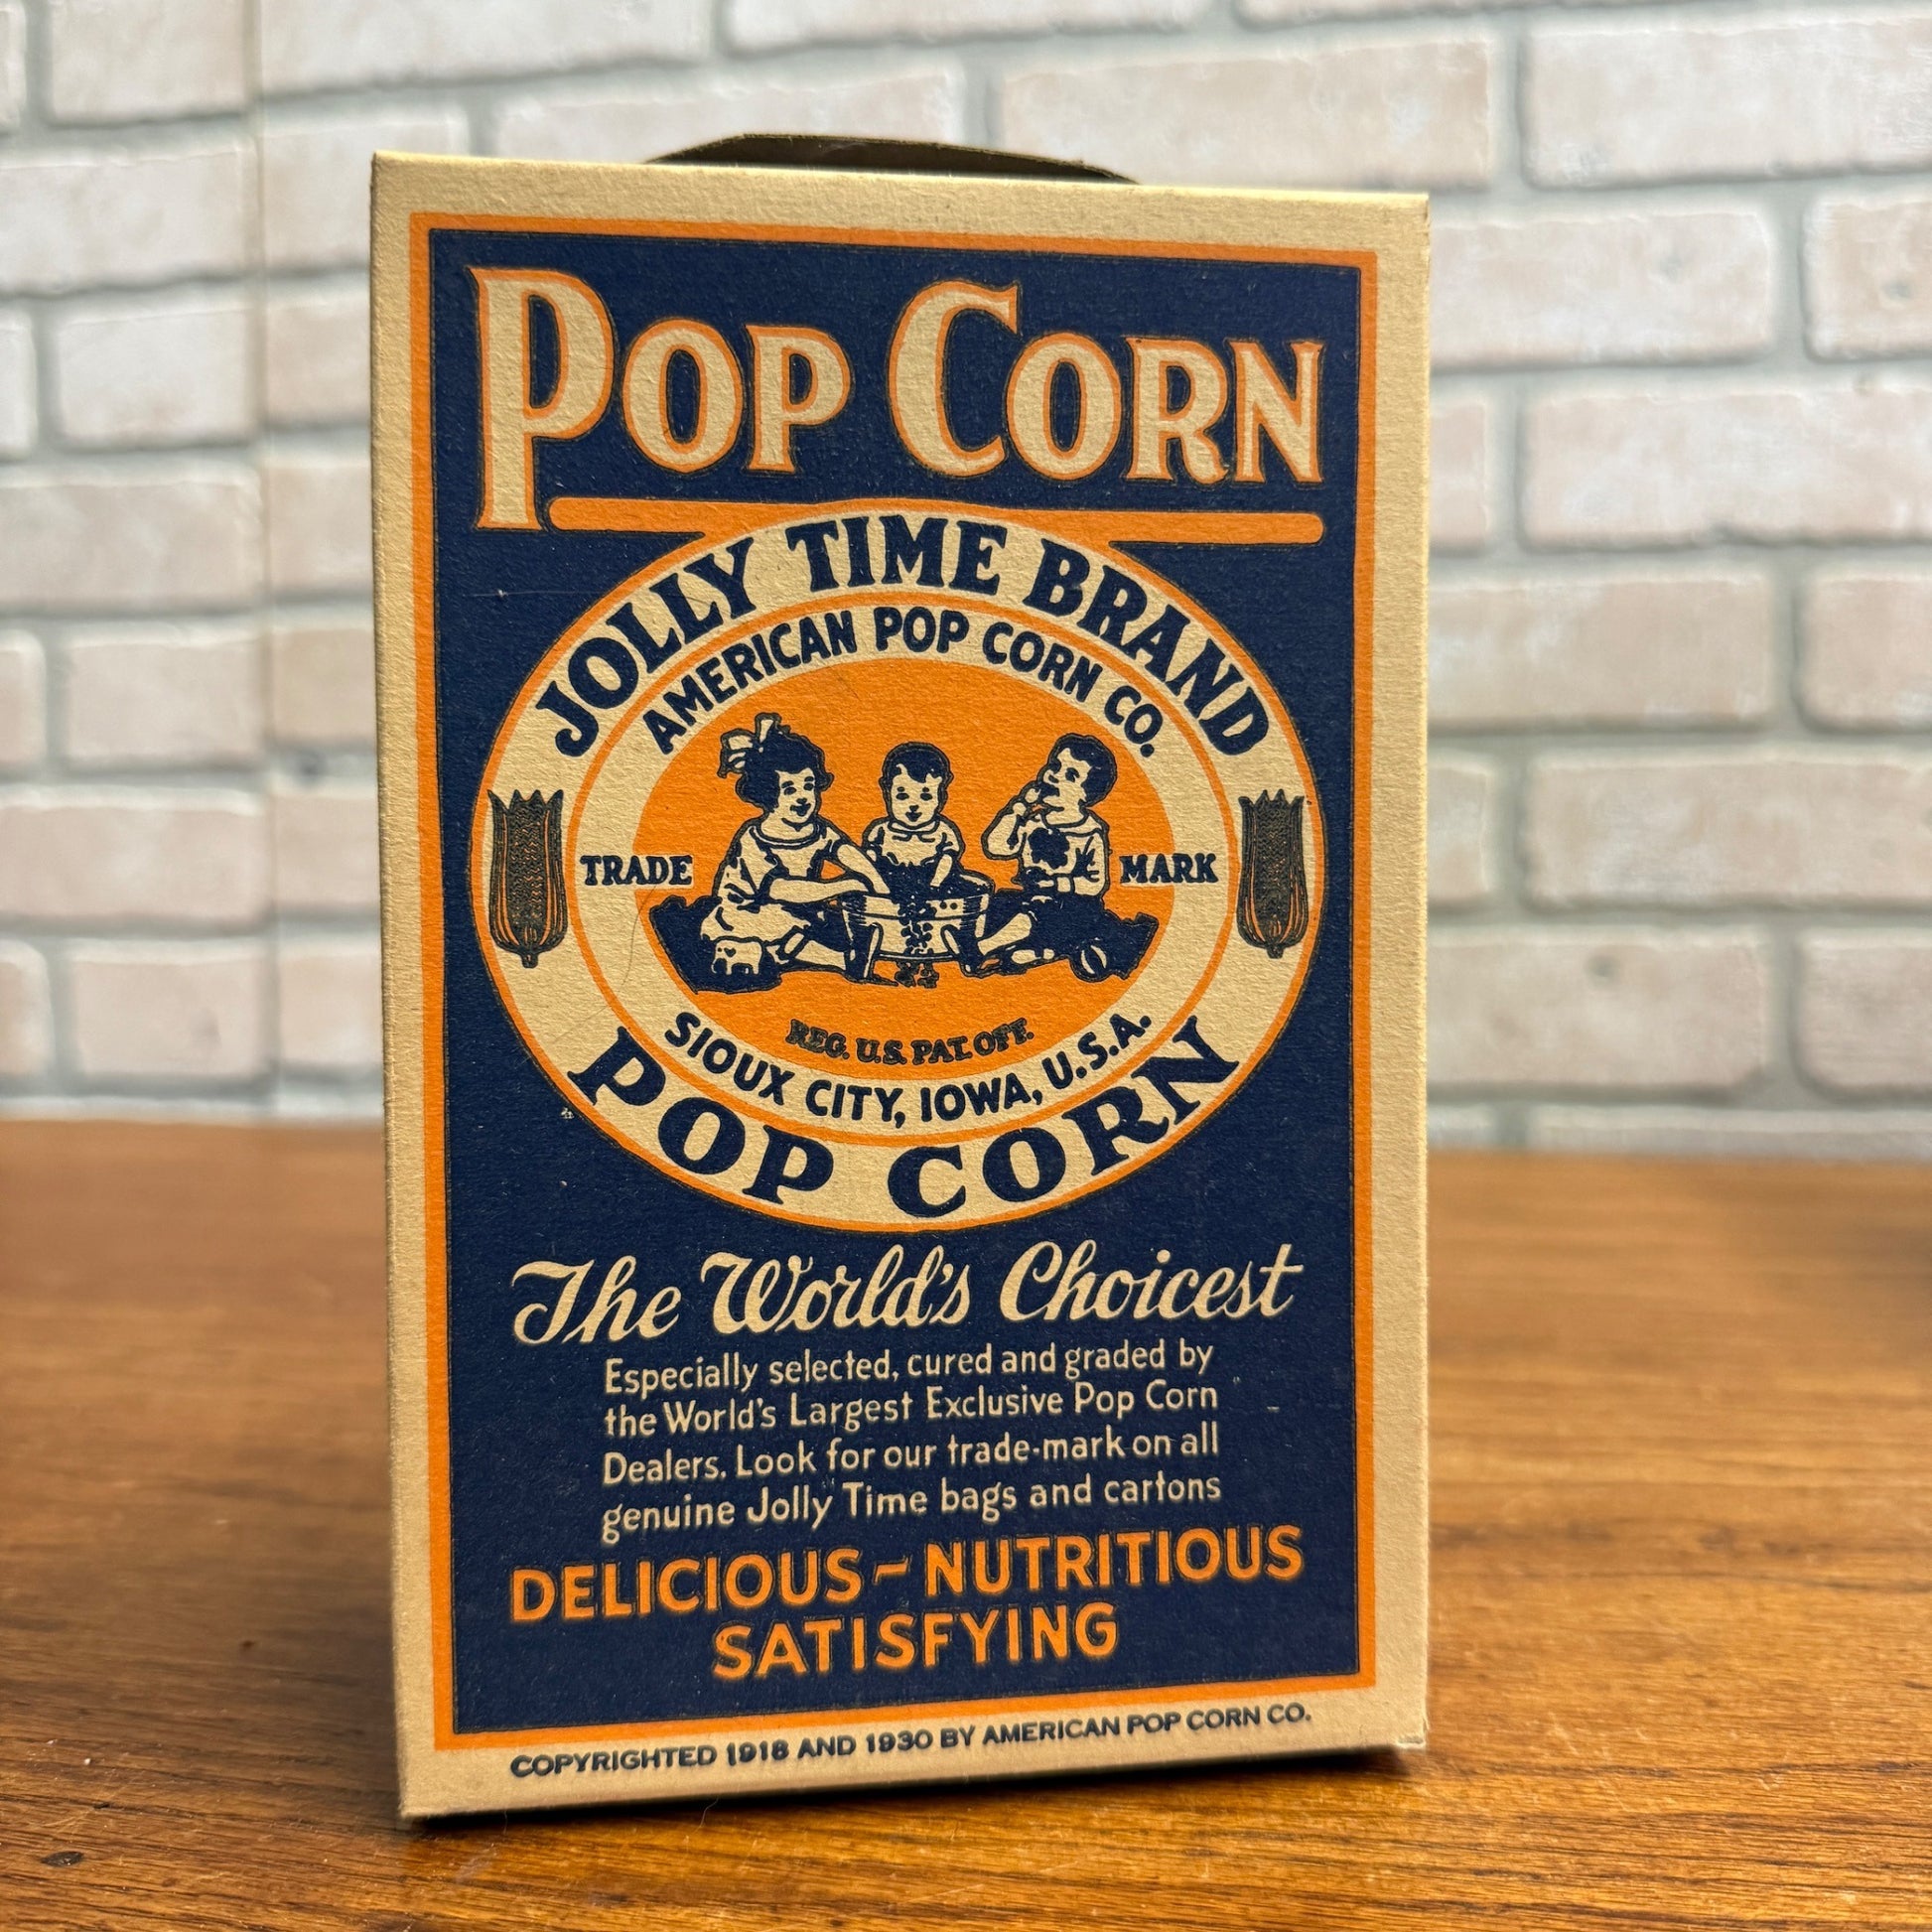 POP CORN
JOLLY TIME BRAND
AMERICAN POP CORN CO.
TRADE MARK
REG. U.S. PAT. OFF.
SIOUX CITY, IOWA, U.S.A.
POP CORN
The World's Choicest
Especially selected, cured and graded by
the World's Largest Exclusive Pop Corn
Dealers. Look for our trade-mark on all
genuine Jolly Time bags and cartons
DELICIOUS - NUTRITIOUS
SATISFYING
COPYRIGHTED 1918 AND 1930 BY AMERICAN POP CORN CO.